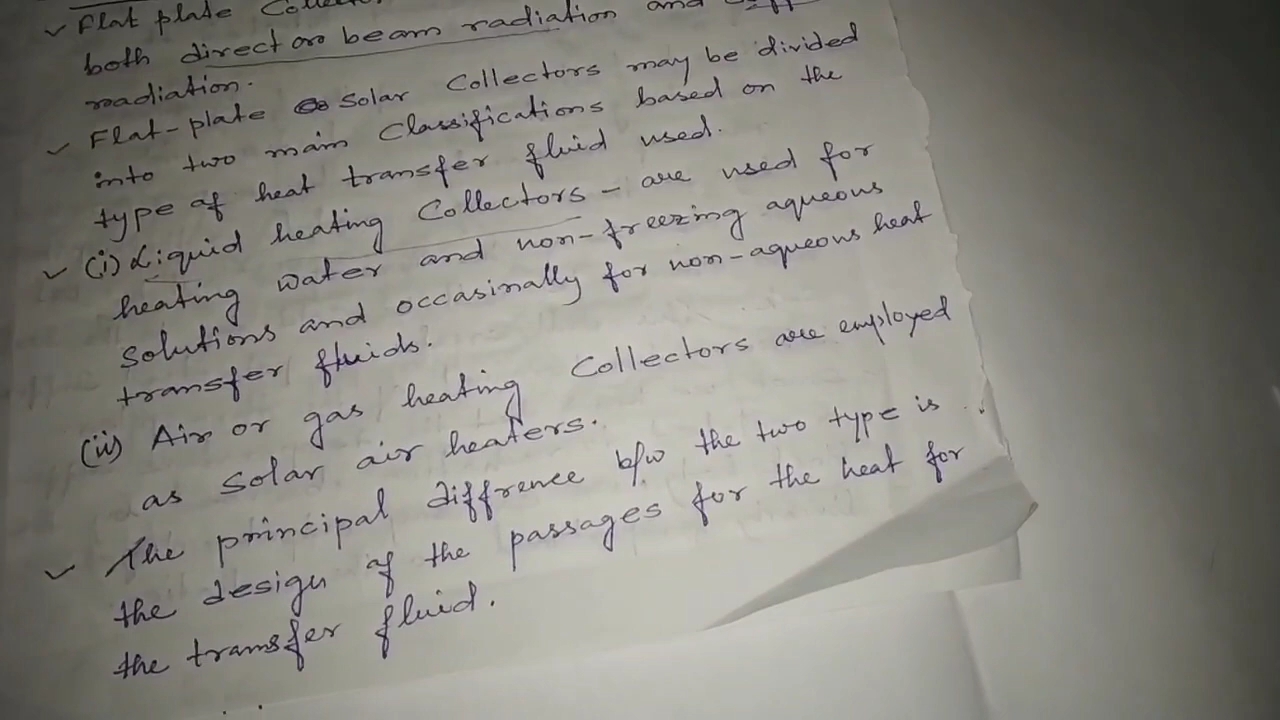 ✓ Flat plate
both direct or beam radiation and
radiation.
✓ Flat-plate Solar Collectors may be divided
into two main Classifications based on the
type of heat transfer fluid used.
✓ (i) Liquid heating Collectors - are used for
heating water and non-freezing aqueous
solutions and occasinally for non-aqueous heat
transfer fluids.
(ii) Air or gas heating Collectors are employed
as solar air heaters.
✓ The principal diffrence b/w the two type is
the design of the passages for the heat for
the transfer fluid.